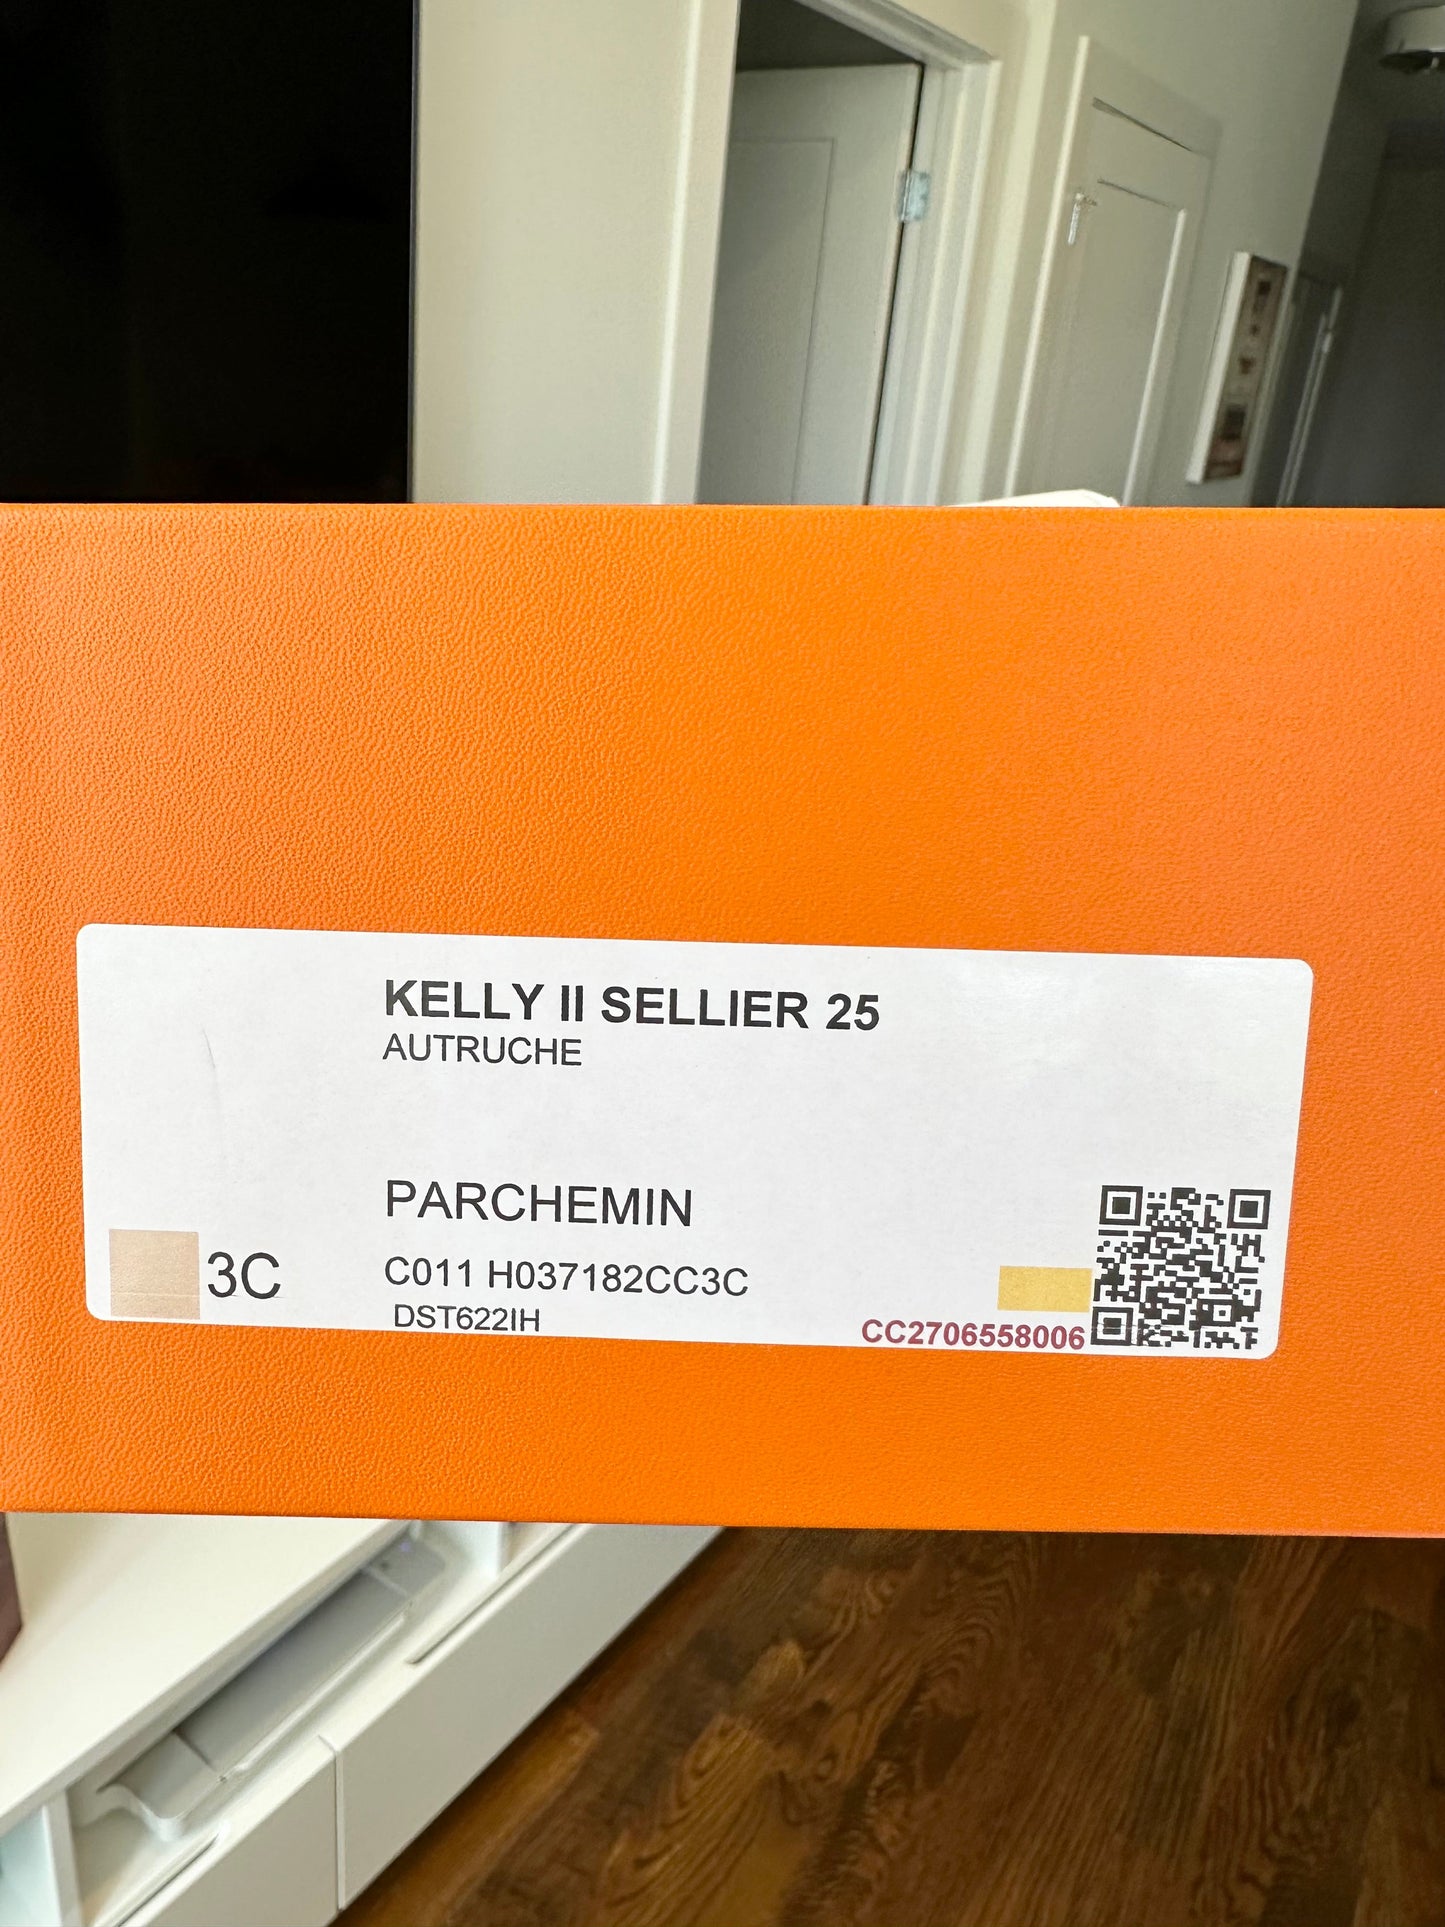 KELLY II SELLIER 25
AUTRUCHE
PARCHEMIN
3C
C011 H037182CC3C
DST622IH
CC2706558006